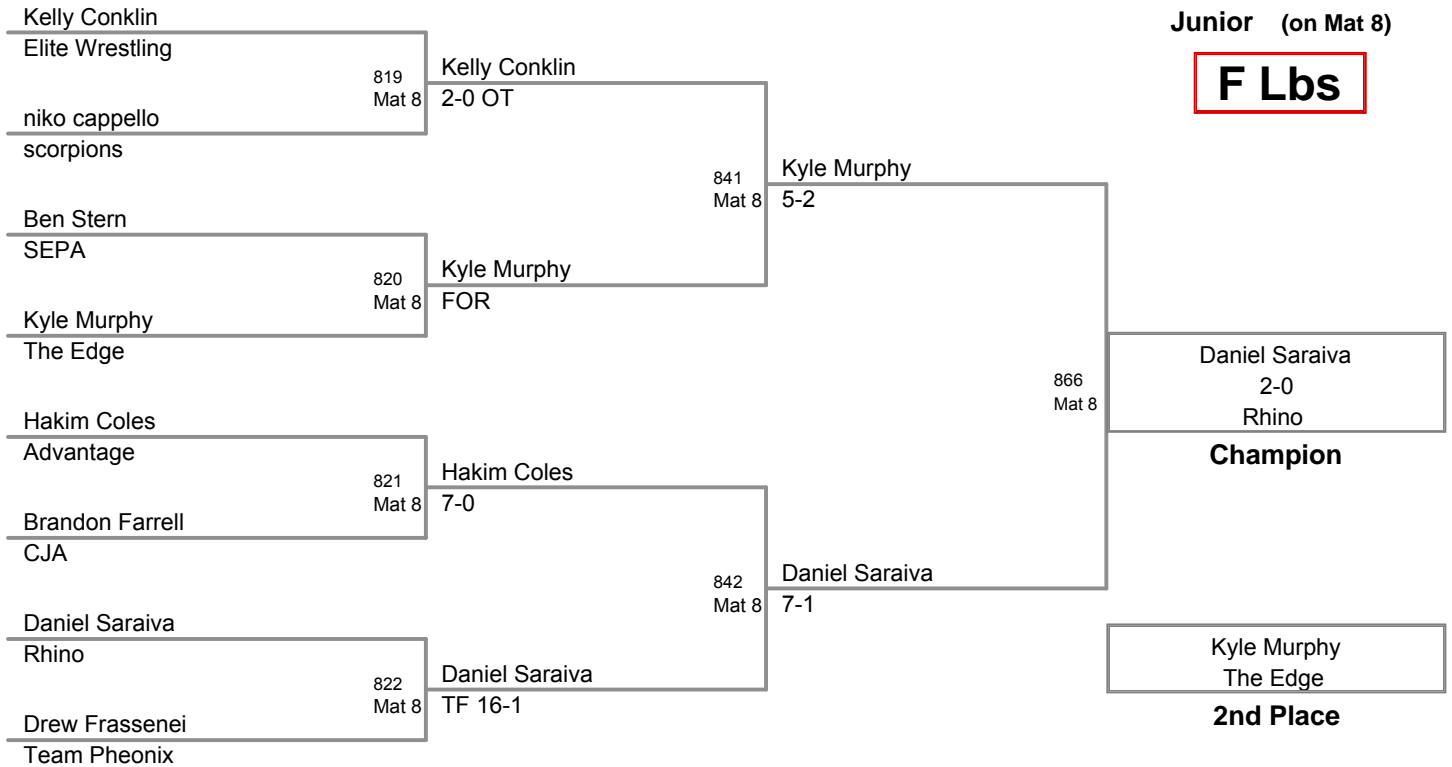 Kelly Conklin
Elite Wrestling
niko cappello
scorpions
Ben Stern
SEPA
Kyle Murphy
The Edge
Hakim Coles
Advantage
Brandon Farrell
CJA
Daniel Saraiva
Rhino
Drew Frassenei
Team Pheonix
819
Mat 8
Kelly Conklin
2-0 OT
820
Mat 8
Kyle Murphy
FOR
821
Mat 8
Hakim Coles
7-0
822
Mat 8
Daniel Saraiva
TF 16-1
841
Mat 8
Kyle Murphy
5-2
842
Mat 8
Daniel Saraiva
7-1
Junior (on Mat 8)
F Lbs
866
Mat 8
Daniel Saraiva
2-0
Rhino
Champion
Kyle Murphy
The Edge
2nd Place